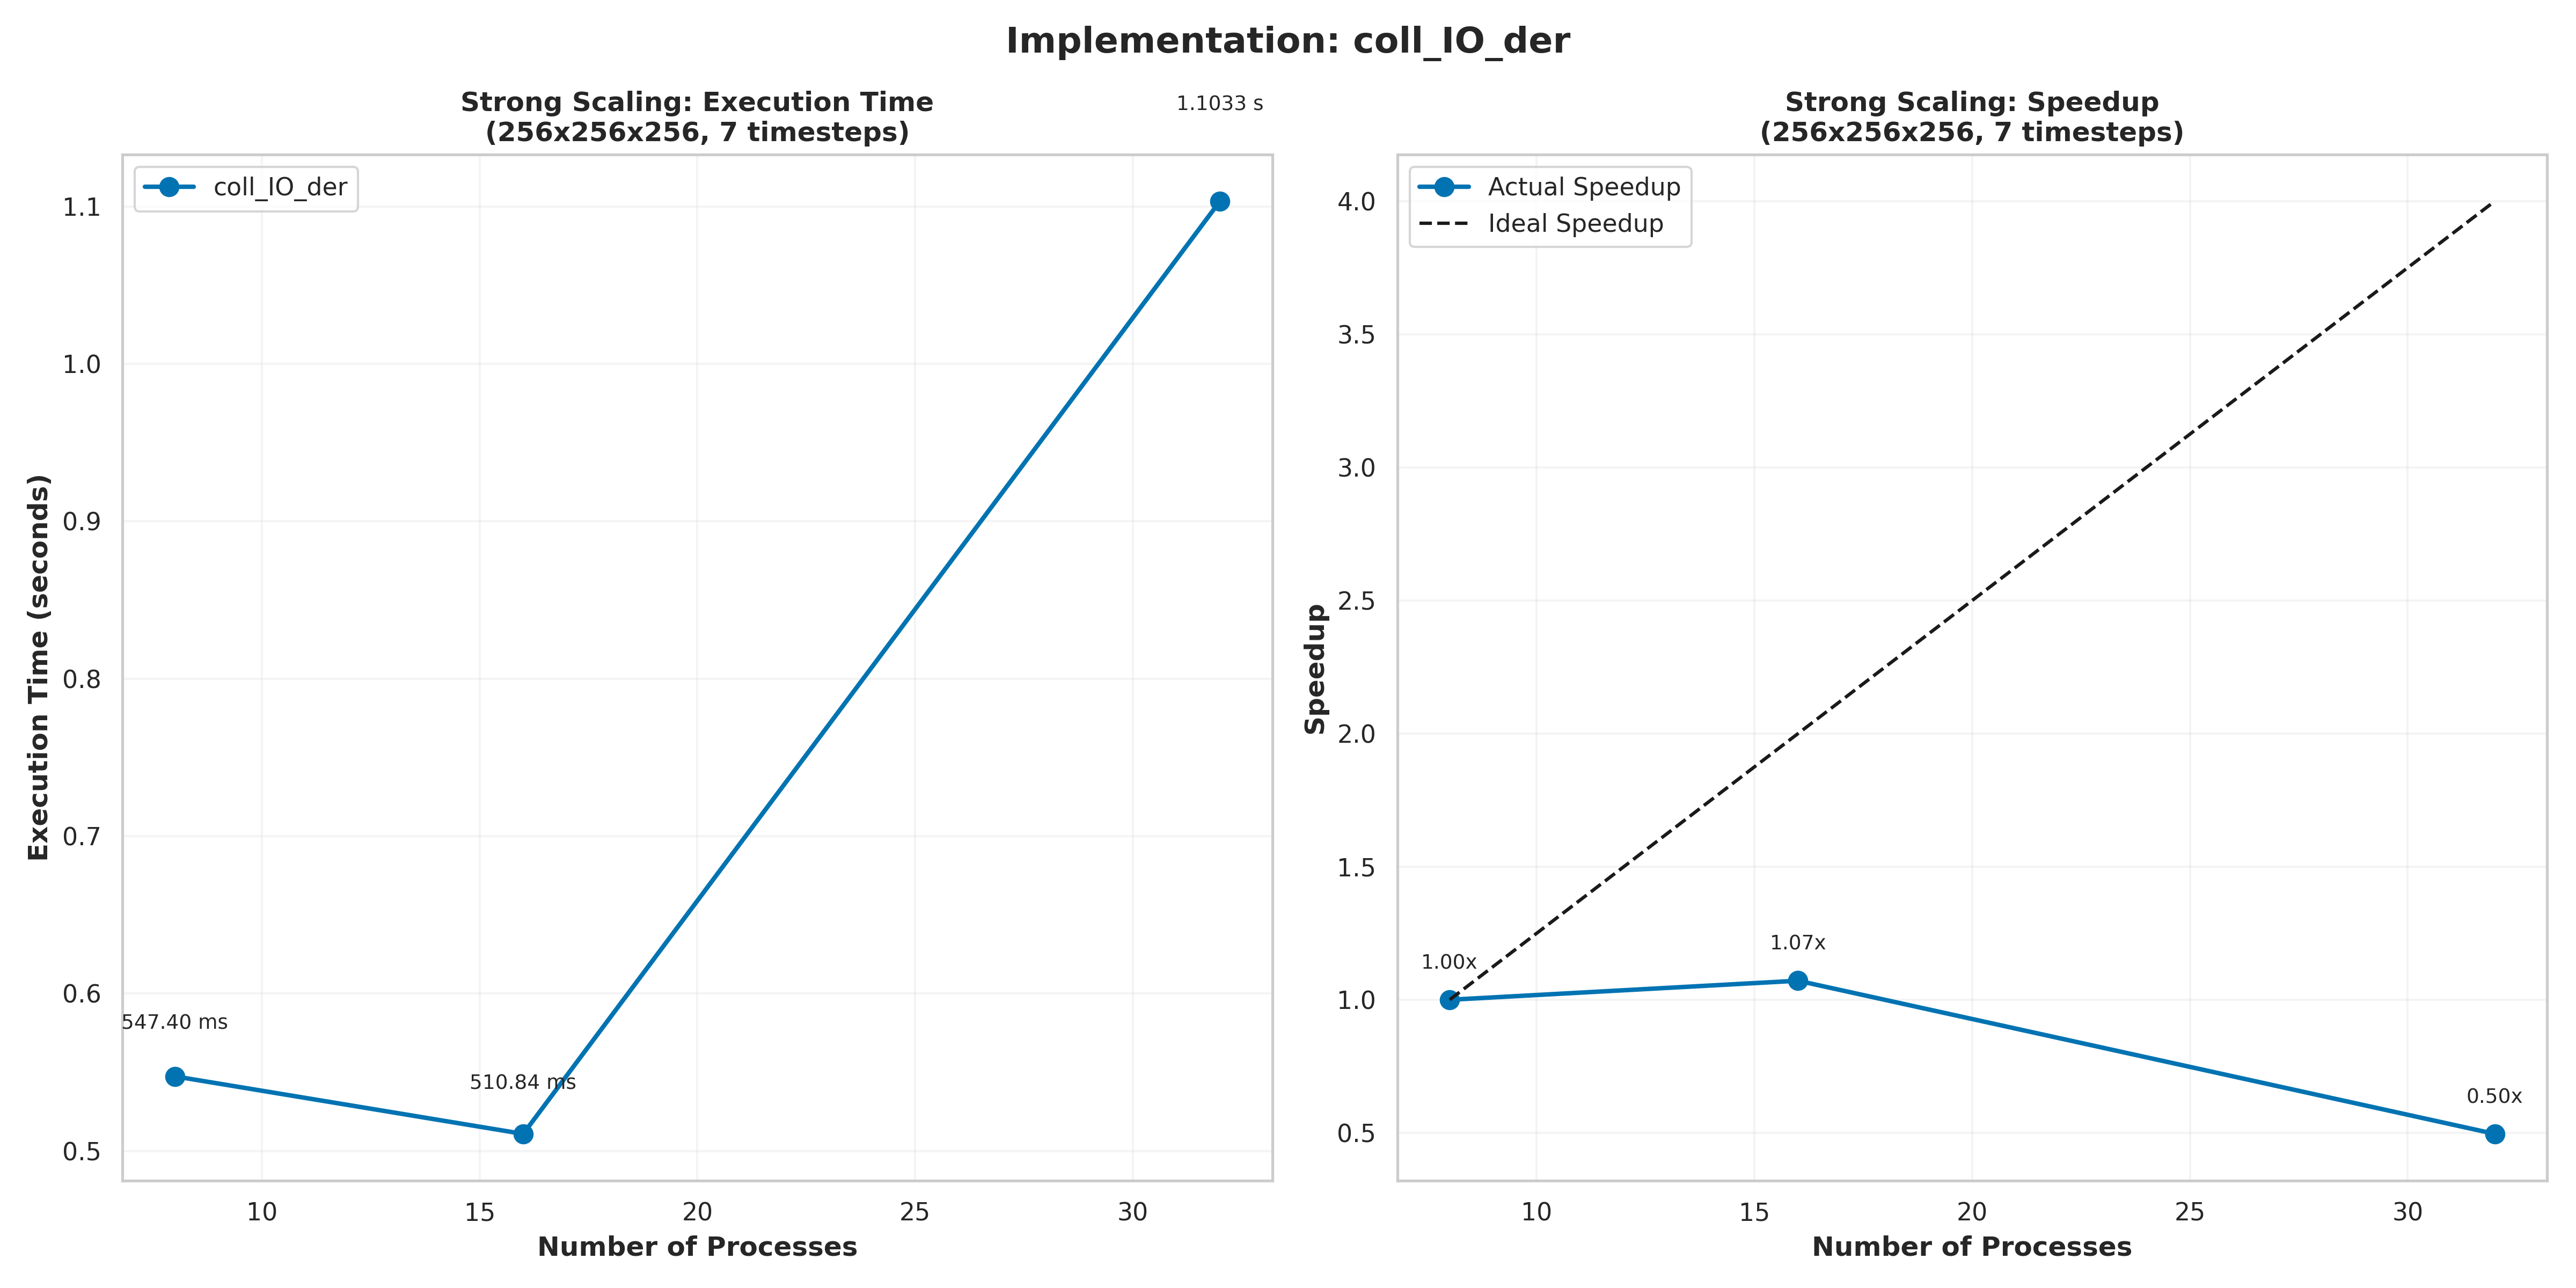 Implementation: coll_IO_der
Strong Scaling: Execution Time
(256x256x256, 7 timesteps)
1.1033 s
coll_IO_der
1.1
1.0
0.9
0.8
0.7
0.6
0.5
547.40 ms
510.84 ms
Execution Time (seconds)
10 15 20 25 30
Number of Processes
Strong Scaling: Speedup
(256x256x256, 7 timesteps)
Actual Speedup
Ideal Speedup
4.0
3.5
3.0
2.5
2.0
1.5
1.0
0.5
1.00x
1.07x
0.50x
Speedup
10 15 20 25 30
Number of Processes